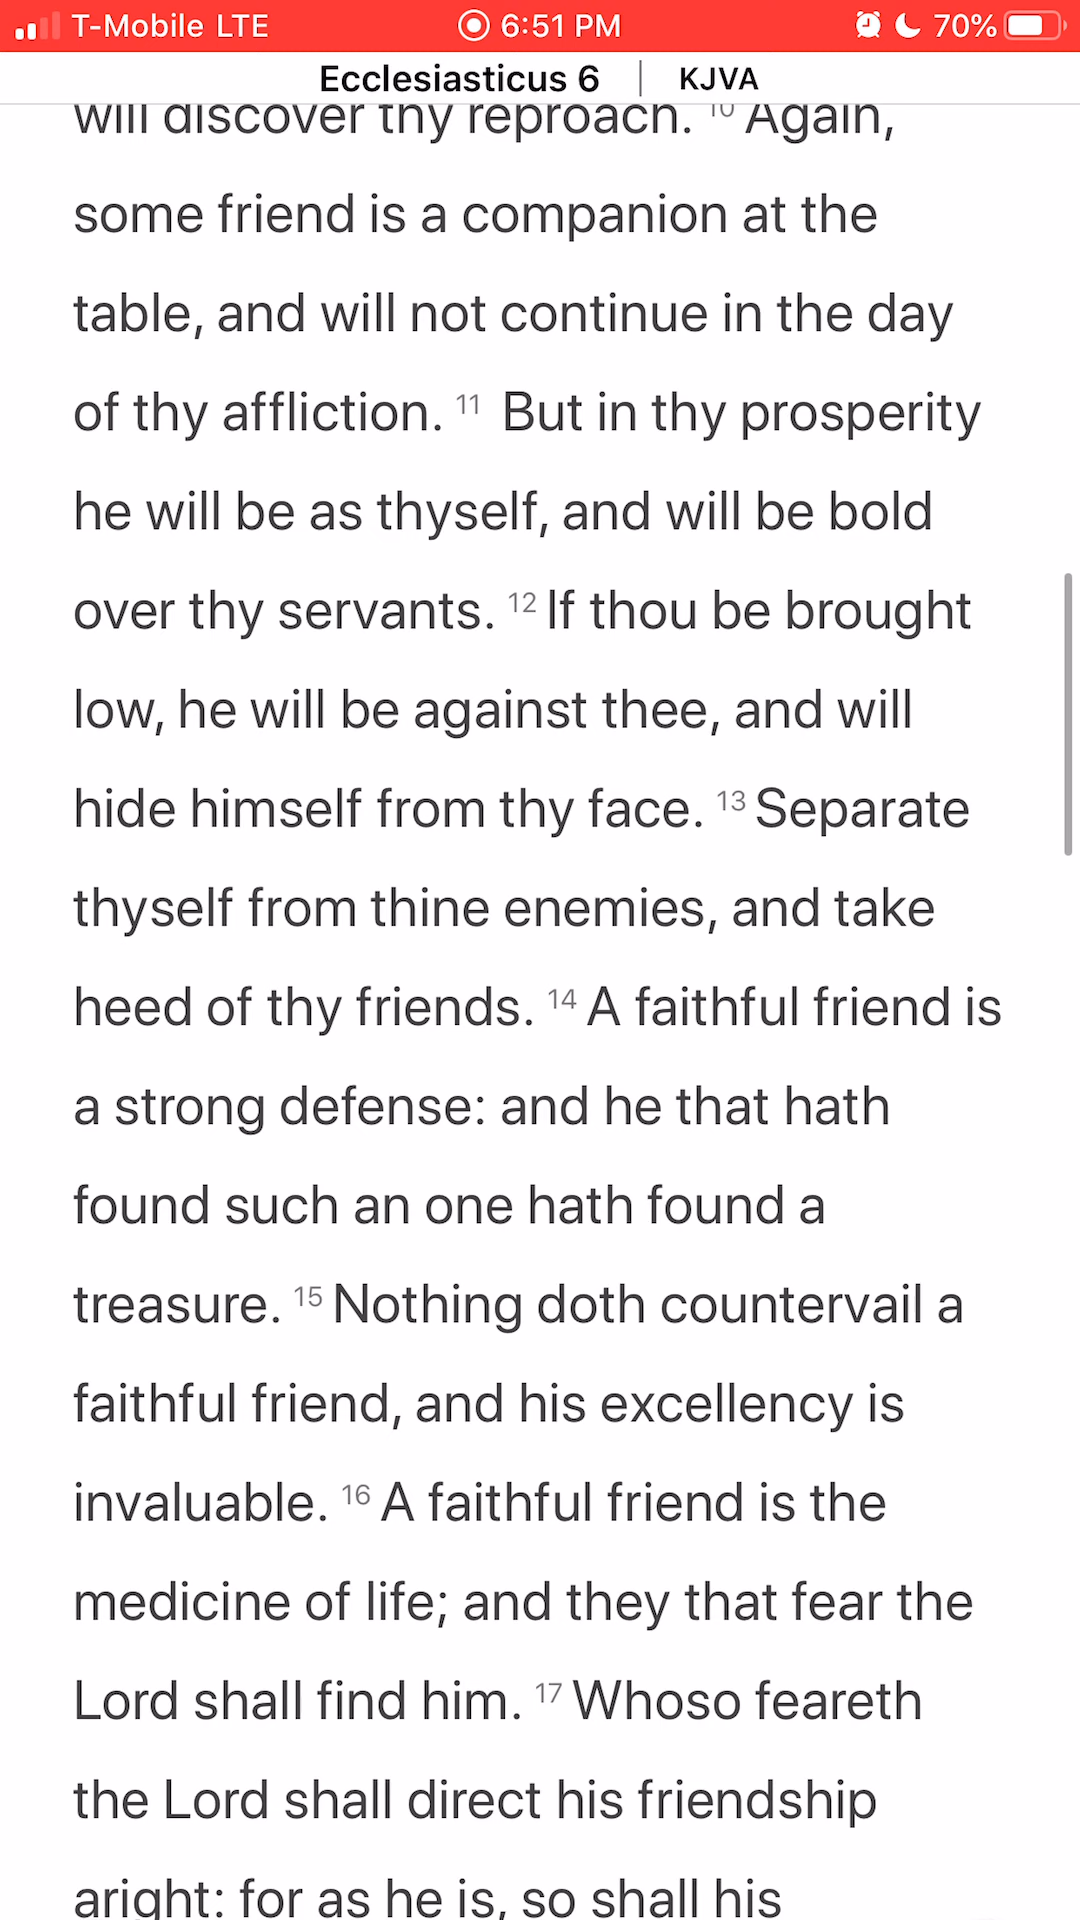 T-Mobile LTE 6:51 PM 70%
Ecclesiasticus 6 | KJVA
will discover thy reproach. 10 Again,
some friend is a companion at the
table, and will not continue in the day
of thy affliction. 11 But in thy prosperity
he will be as thyself, and will be bold
over thy servants. 12 If thou be brought
low, he will be against thee, and will
hide himself from thy face. 13 Separate
thyself from thine enemies, and take
heed of thy friends. 14 A faithful friend is
a strong defense: and he that hath
found such an one hath found a
treasure. 15 Nothing doth countervail a
faithful friend, and his excellency is
invaluable. 16 A faithful friend is the
medicine of life; and they that fear the
Lord shall find him. 17 Whoso feareth
the Lord shall direct his friendship
aright: for as he is, so shall his